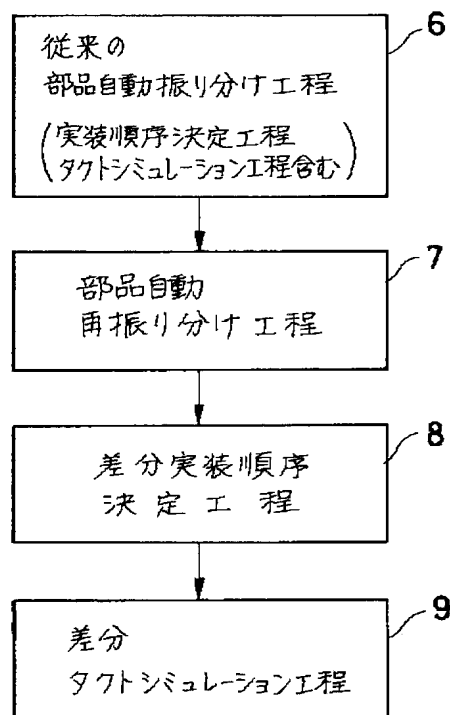 6
従来の
部品自動振り分け工程
(実装順序決定工程
タクトシミュレーション工程含む)
7
部品自動
再振り分け工程
8
差分実装順序
決定工程
9
差分
タクトシミュレーション工程